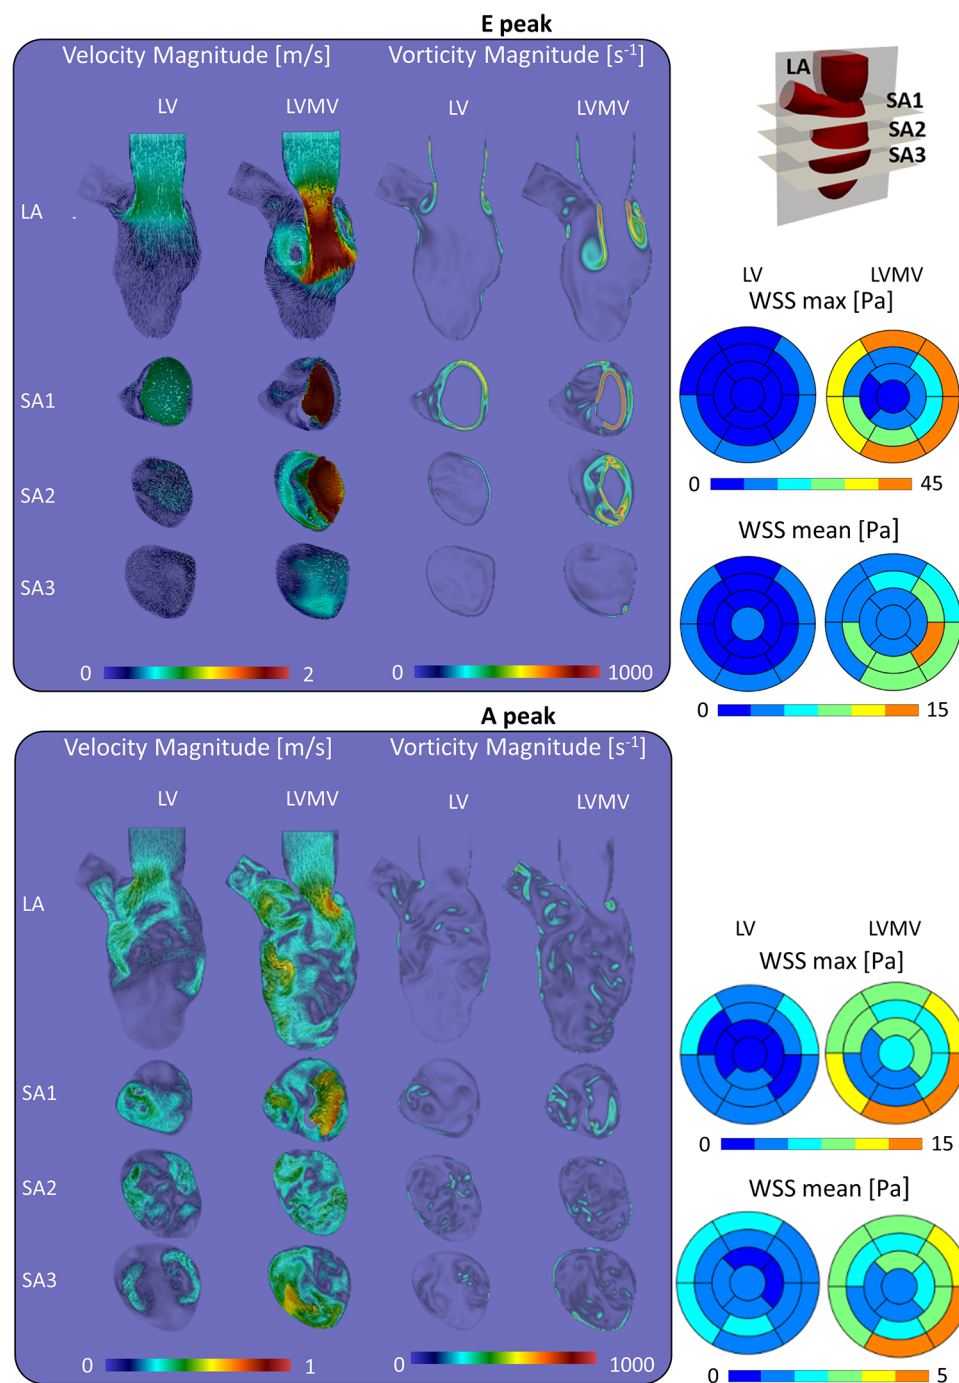 E peak
Velocity Magnitude [m/s]
Vorticity Magnitude [s-1]
LV
LVMV
LV
LVMV
LA
SA1
SA2
SA3
0
2
0
1000
LA
SA1
SA2
SA3
LV
LVMV
WSS max [Pa]
0
45
WSS mean [Pa]
0
15
A peak
Velocity Magnitude [m/s]
Vorticity Magnitude [s-1]
LV
LVMV
LV
LVMV
LA
SA1
SA2
SA3
0
1
0
1000
LV
LVMV
WSS max [Pa]
0
15
WSS mean [Pa]
0
5